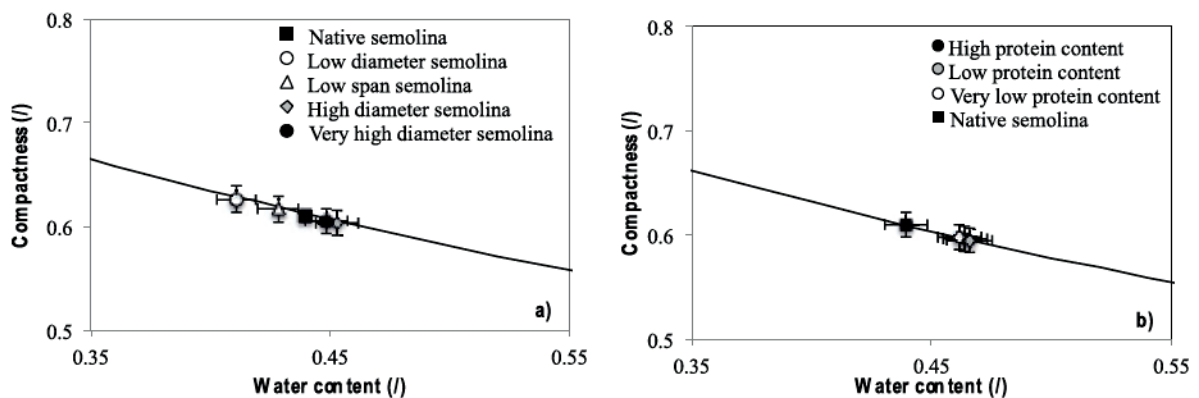 0.8
0.7
0.6
0.5
Compactness (/)
Native semolina
Low diameter semolina
Low span semolina
High diameter semolina
Very high diameter semolina
a)
0.35
0.45
0.55
Water content (/)
0.8
0.7
0.6
0.5
Compactness (/)
High protein content
Low protein content
Very low protein content
Native semolina
b)
0.35
0.45
0.55
Water content (/)